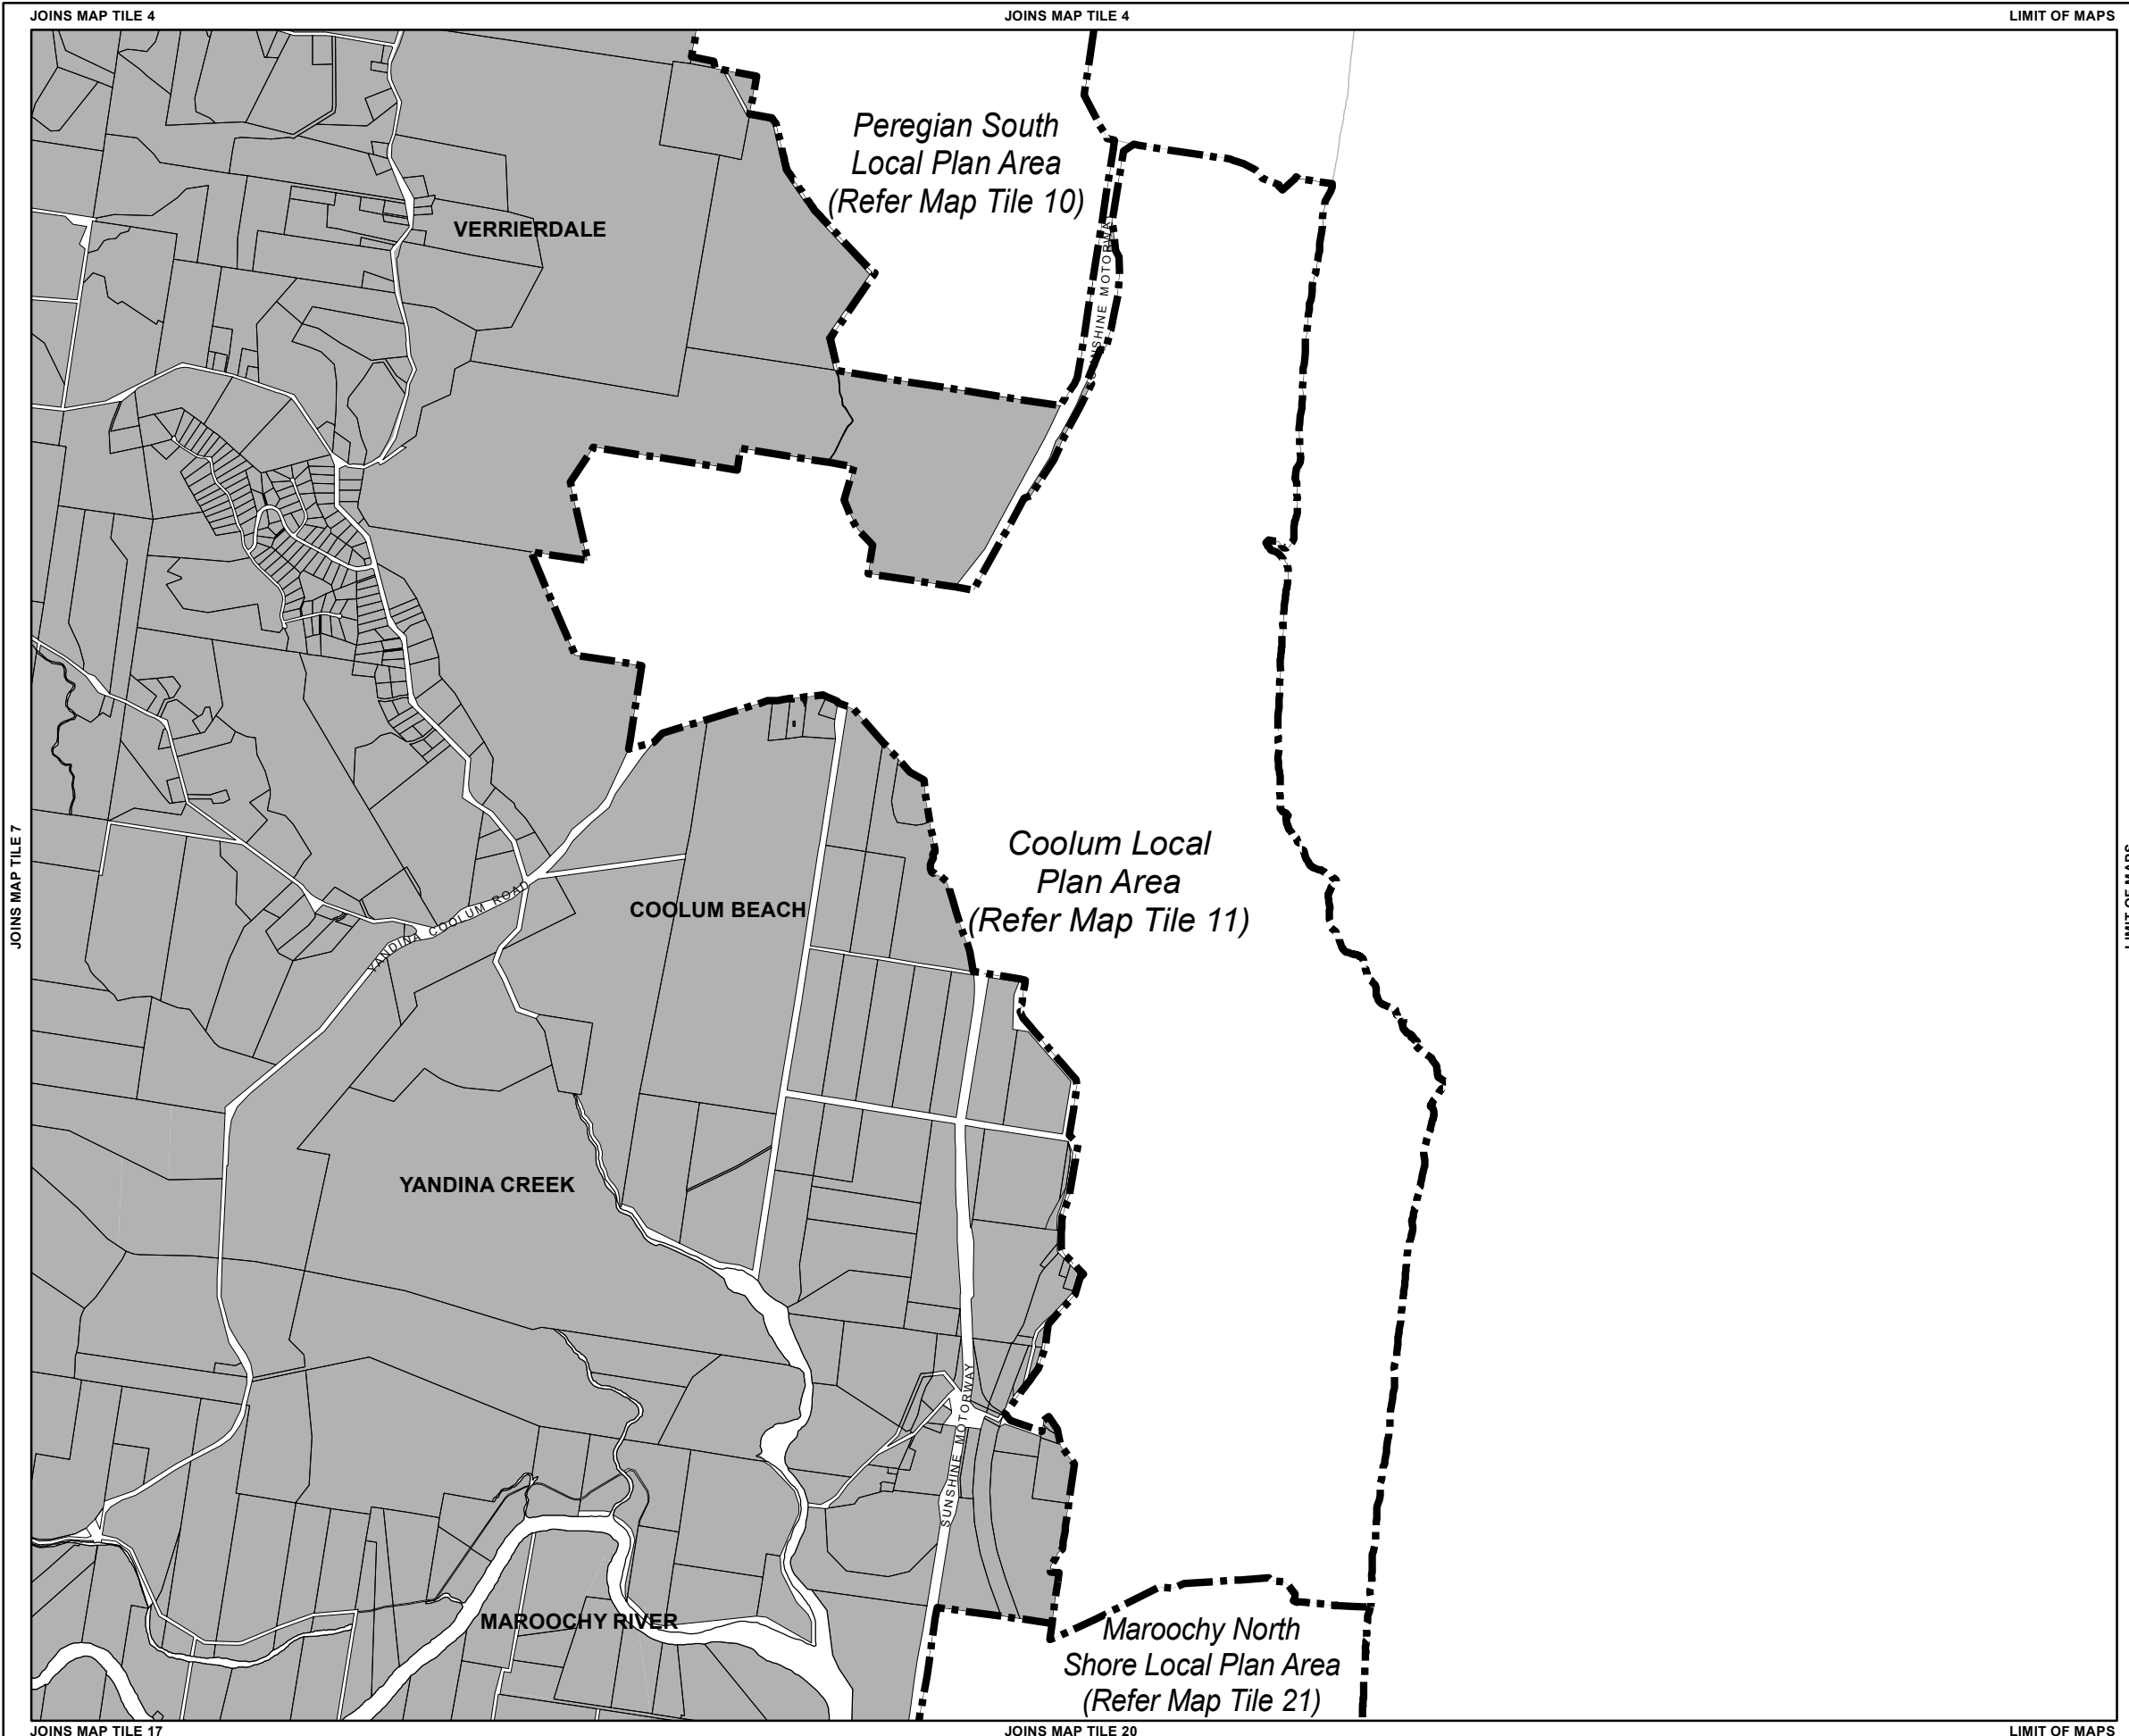 JOINS MAP TILE 4
JOINS MAP TILE 4
LIMIT OF MAPS
Peregian South
Local Plan Area
(Refer Map Tile 10)
VERRIERDALE
SUNSHINE MOTORWAY
JOINS MAP TILE 7
Coolum Local
Plan Area
(Refer Map Tile 11)
LIMIT OF MAPS
COOLUM BEACH
YANDINA COOLUM ROAD
YANDINA CREEK
SUNSHINE MOTORWAY
MAROOCHY RIVER
Maroochy North
Shore Local Plan Area
(Refer Map Tile 21)
JOINS MAP TILE 17
JOINS MAP TILE 20
LIMIT OF MAPS